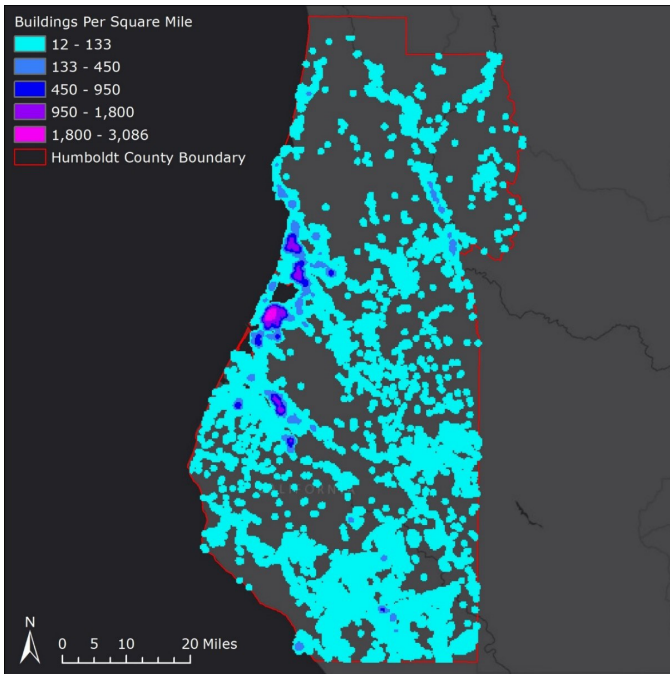 Buildings Per Square Mile
12 - 133
133 - 450
450 - 950
950 - 1,800
1,800 - 3,086
Humboldt County Boundary
N
0 5 10 20 Miles